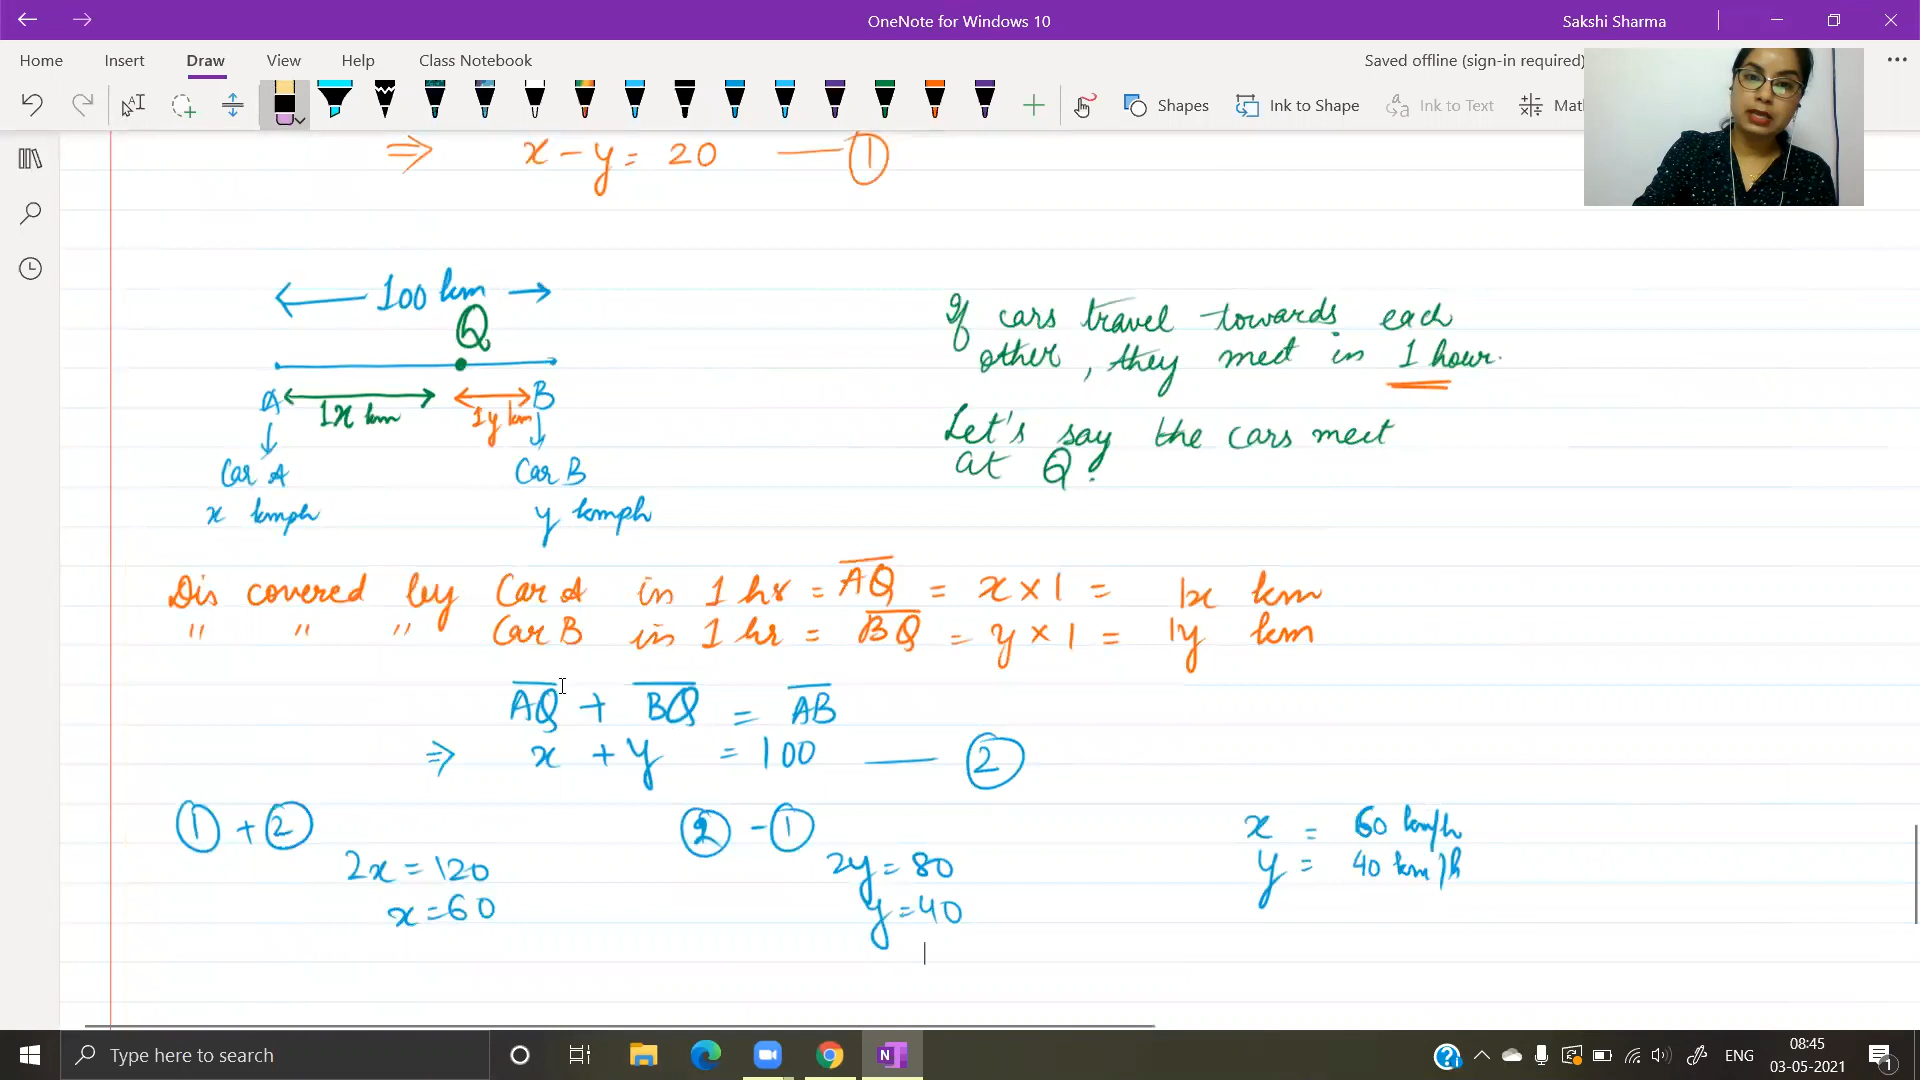 OneNote for Windows 10
Sakshi Sharma
Home Insert Draw View Help Class Notebook
Saved offline (sign-in required)
Shapes Ink to Shape Ink to Text Mat
⇒ x - y = 20 —— ①
100 km
Q
A 1x km 1y km B
Car A Car B
x kmph y kmph
If cars travel towards each
other, they meet in 1 hour.
Let's say the cars meet
at Q.
Dis covered by Car A in 1 hr = AQ = x × 1 = 1x km
" " " Car B in 1 hr = BQ = y × 1 = 1y km
AQ + BQ = AB
⇒ x + y = 100 —— ②
① + ②
2x = 120
x = 60
② - ①
2y = 80
y = 40
x = 60 km/h
y = 40 km/h
Type here to search
ENG
08:45
03-05-2021
1